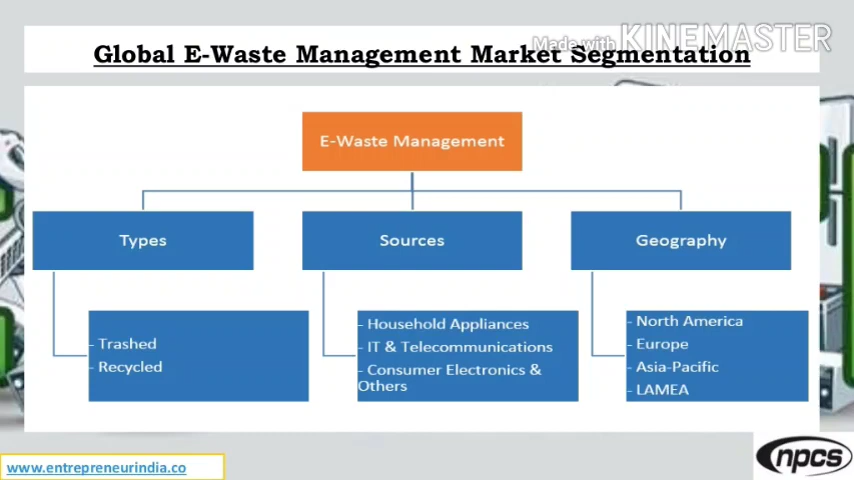 Made with KINEMASTER
Global E-Waste Management Market Segmentation
E-Waste Management
Types
Sources
Geography
- Trashed
- Recycled
- Household Appliances
- IT & Telecommunications
- Consumer Electronics &
Others
- North America
- Europe
- Asia-Pacific
- LAMEA
www.entrepreneurindia.co
npcs